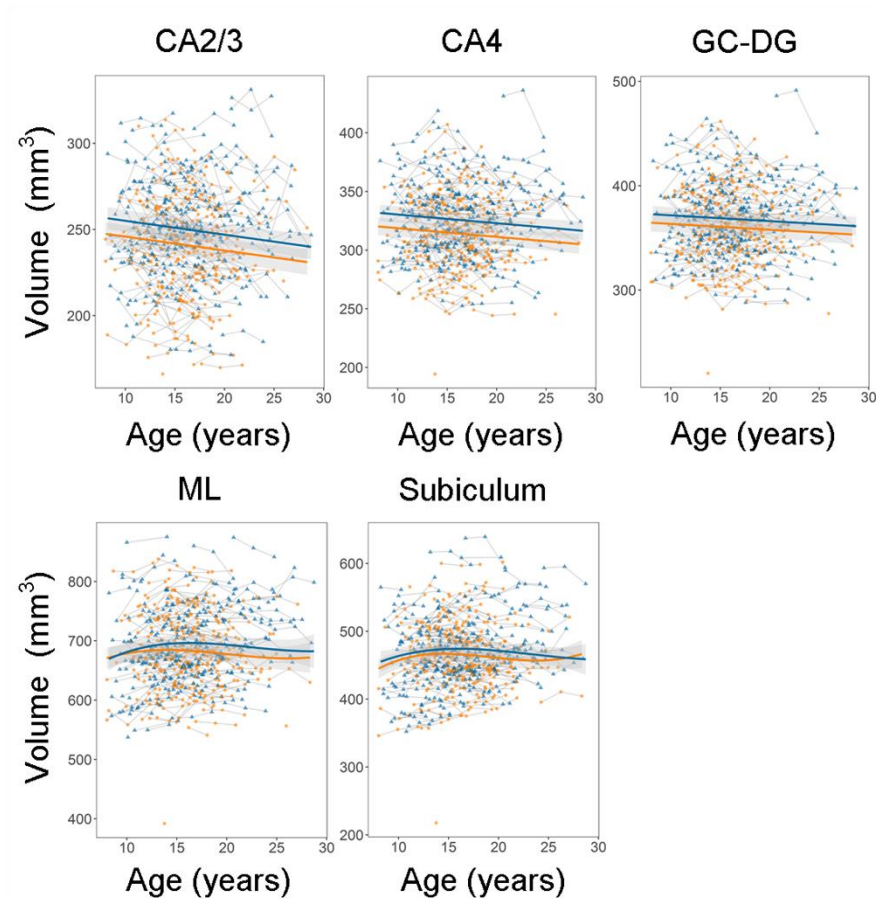 CA2/3 CA4 GC-DG
500
400
300 350 400
250 300
250
200 300
200
10 15 20 25 30 10 15 20 25 30 10 15 20 25 30
Volume (mm³)
Age (years) Age (years) Age (years)
ML Subiculum
800 600
700 500
600 400
500 300
400 200
10 15 20 25 30 10 15 20 25 30
Volume (mm³)
Age (years) Age (years)